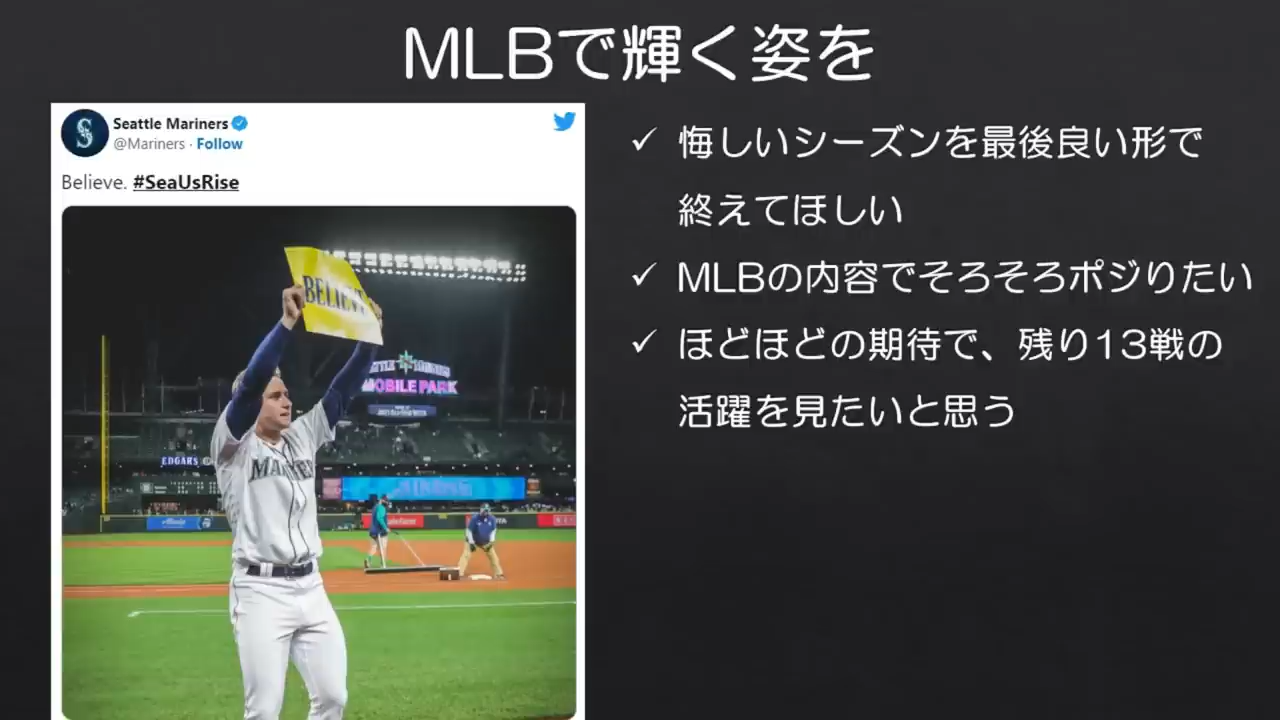 MLBで輝く姿を
Seattle Mariners
@Mariners · Follow
Believe. #SeaUsRise
BELIEVE
MOBILE PARK
EDGARS
MARINERS
悔しいシーズンを最後良い形で
終えてほしい
MLBの内容でそろそろポジりたい
ほどほどの期待で、残り13戦の
活躍を見たいと思う